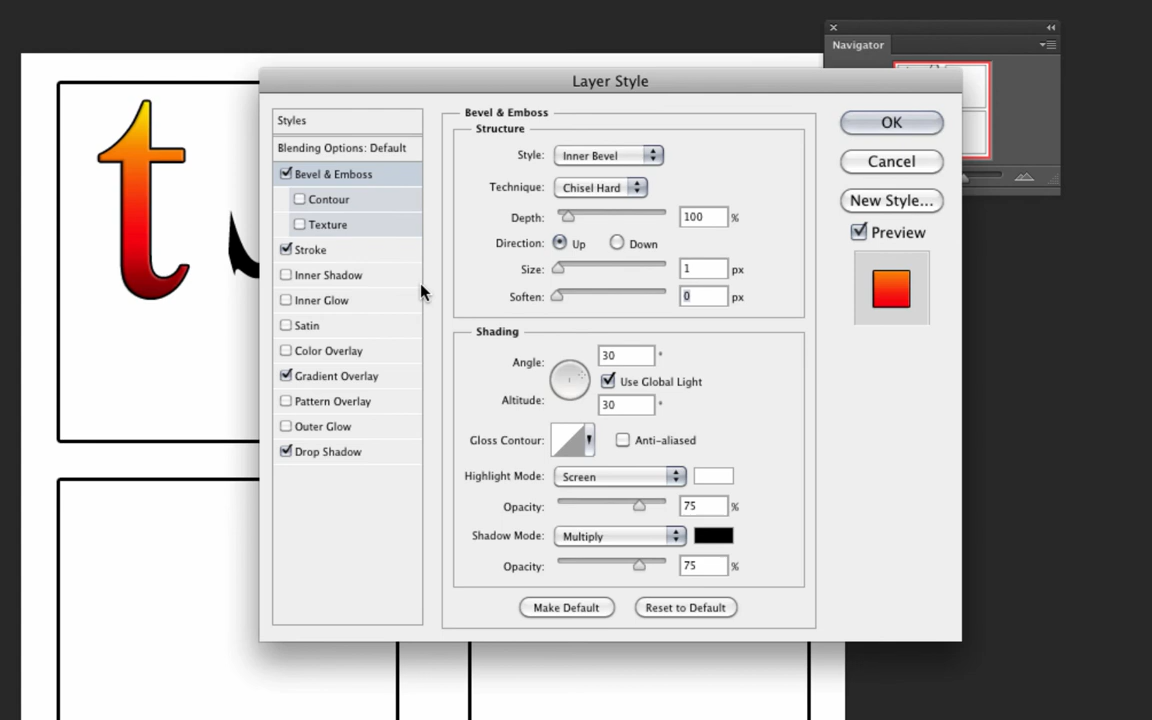 Navigator
Layer Style
t
Styles
Blending Options: Default
Bevel & Emboss
Contour
Texture
Stroke
Inner Shadow
Inner Glow
Satin
Color Overlay
Gradient Overlay
Pattern Overlay
Outer Glow
Drop Shadow
Bevel & Emboss
Structure
Style: Inner Bevel
Technique: Chisel Hard
Depth: 100 %
Direction: Up Down
Size: 1 px
Soften: 0 px
Shading
Angle: 30 °
Use Global Light
Altitude: 30 °
Gloss Contour: Anti-aliased
Highlight Mode: Screen
Opacity: 75 %
Shadow Mode: Multiply
Opacity: 75 %
Make Default Reset to Default
OK
Cancel
New Style...
Preview